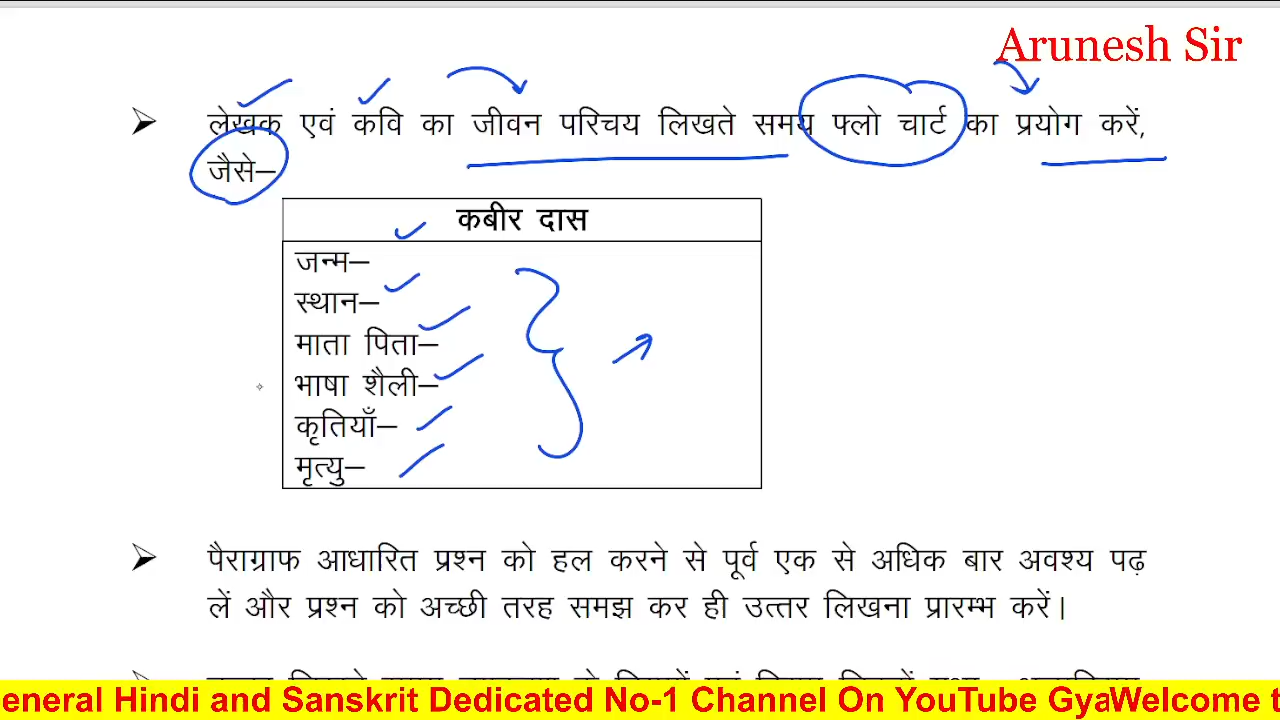 Arunesh Sir
➢ लेखक एवं कवि का जीवन परिचय लिखते समय फ्लो चार्ट का प्रयोग करें,
जैसे–
कबीर दास
जन्म–
स्थान–
माता पिता–
भाषा शैली–
कृतियाँ–
मृत्यु–
➢ पैराग्राफ आधारित प्रश्न को हल करने से पूर्व एक से अधिक बार अवश्य पढ़
लें और प्रश्न को अच्छी तरह समझ कर ही उत्तर लिखना प्रारम्भ करें।
eneral Hindi and Sanskrit Dedicated No-1 Channel On YouTube GyaWelcome t